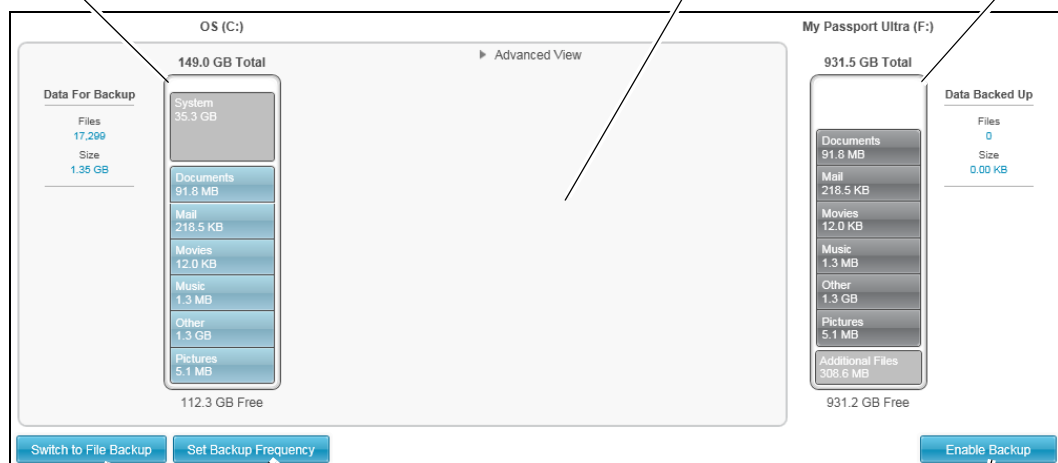 OS (C:)
My Passport Ultra (F:)
Advanced View
149.0 GB Total
Data For Backup
Files
17,299
Size
1.35 GB
System
35.3 GB
Documents
91.8 MB
Mail
218.5 KB
Movies
12.0 KB
Music
1.3 MB
Other
1.3 GB
Pictures
5.1 MB
112.3 GB Free
931.5 GB Total
Documents
91.8 MB
Mail
218.5 KB
Movies
12.0 KB
Music
1.3 MB
Other
1.3 GB
Pictures
5.1 MB
Additional Files
308.6 MB
931.2 GB Free
Data Backed Up
Files
0
Size
0.00 KB
Switch to File Backup
Set Backup Frequency
Enable Backup